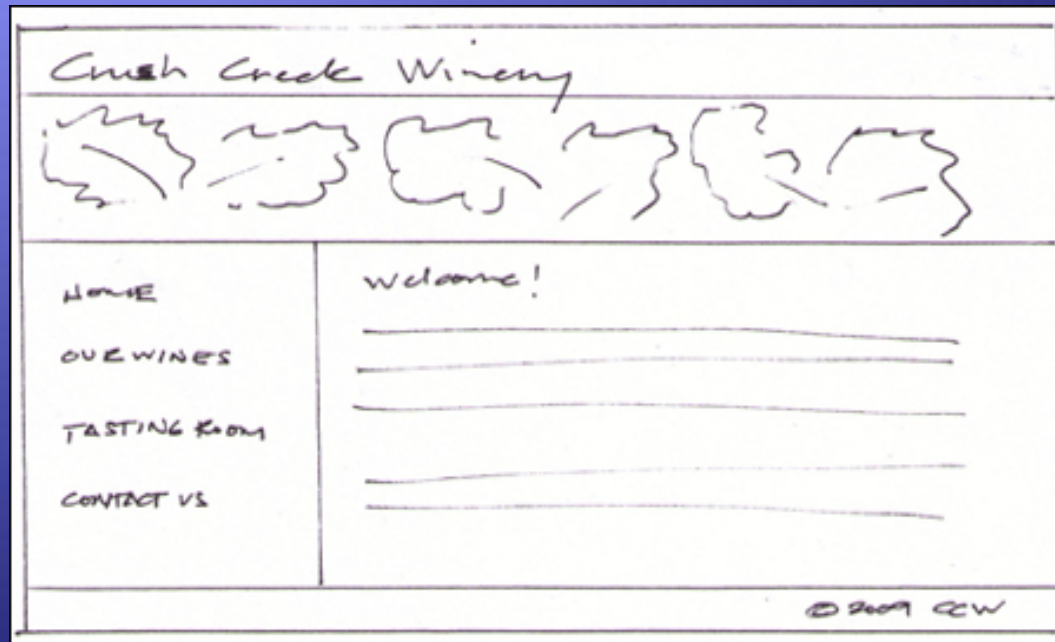 Crush Creek Winery
Welcome!
HOME
OUR WINES
TASTING ROOM
CONTACT US
© 2009 CCW